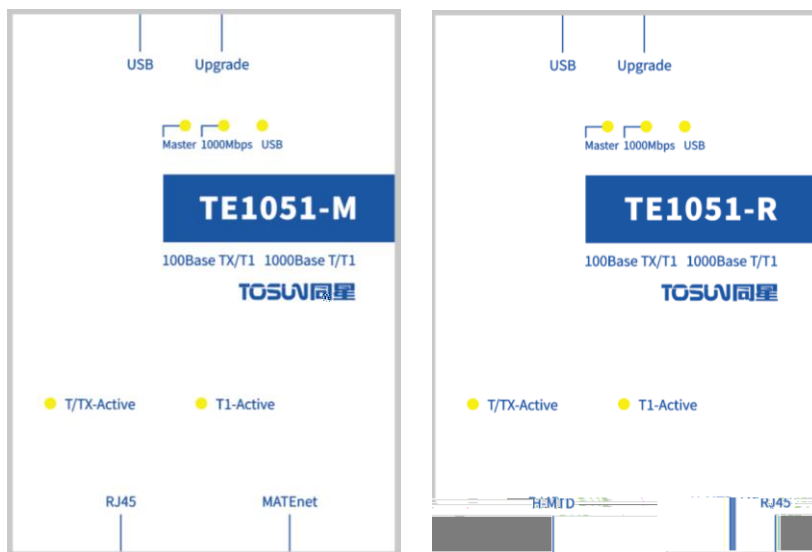 USB Upgrade
Master 1000Mbps USB
TE1051-M
100Base TX/T1 1000Base T/T1
TOSUN同星
T/TX-Active T1-Active
RJ45 MATEnet
USB Upgrade
Master 1000Mbps USB
TE1051-R
100Base TX/T1 1000Base T/T1
TOSUN同星
T/TX-Active T1-Active
RJ45